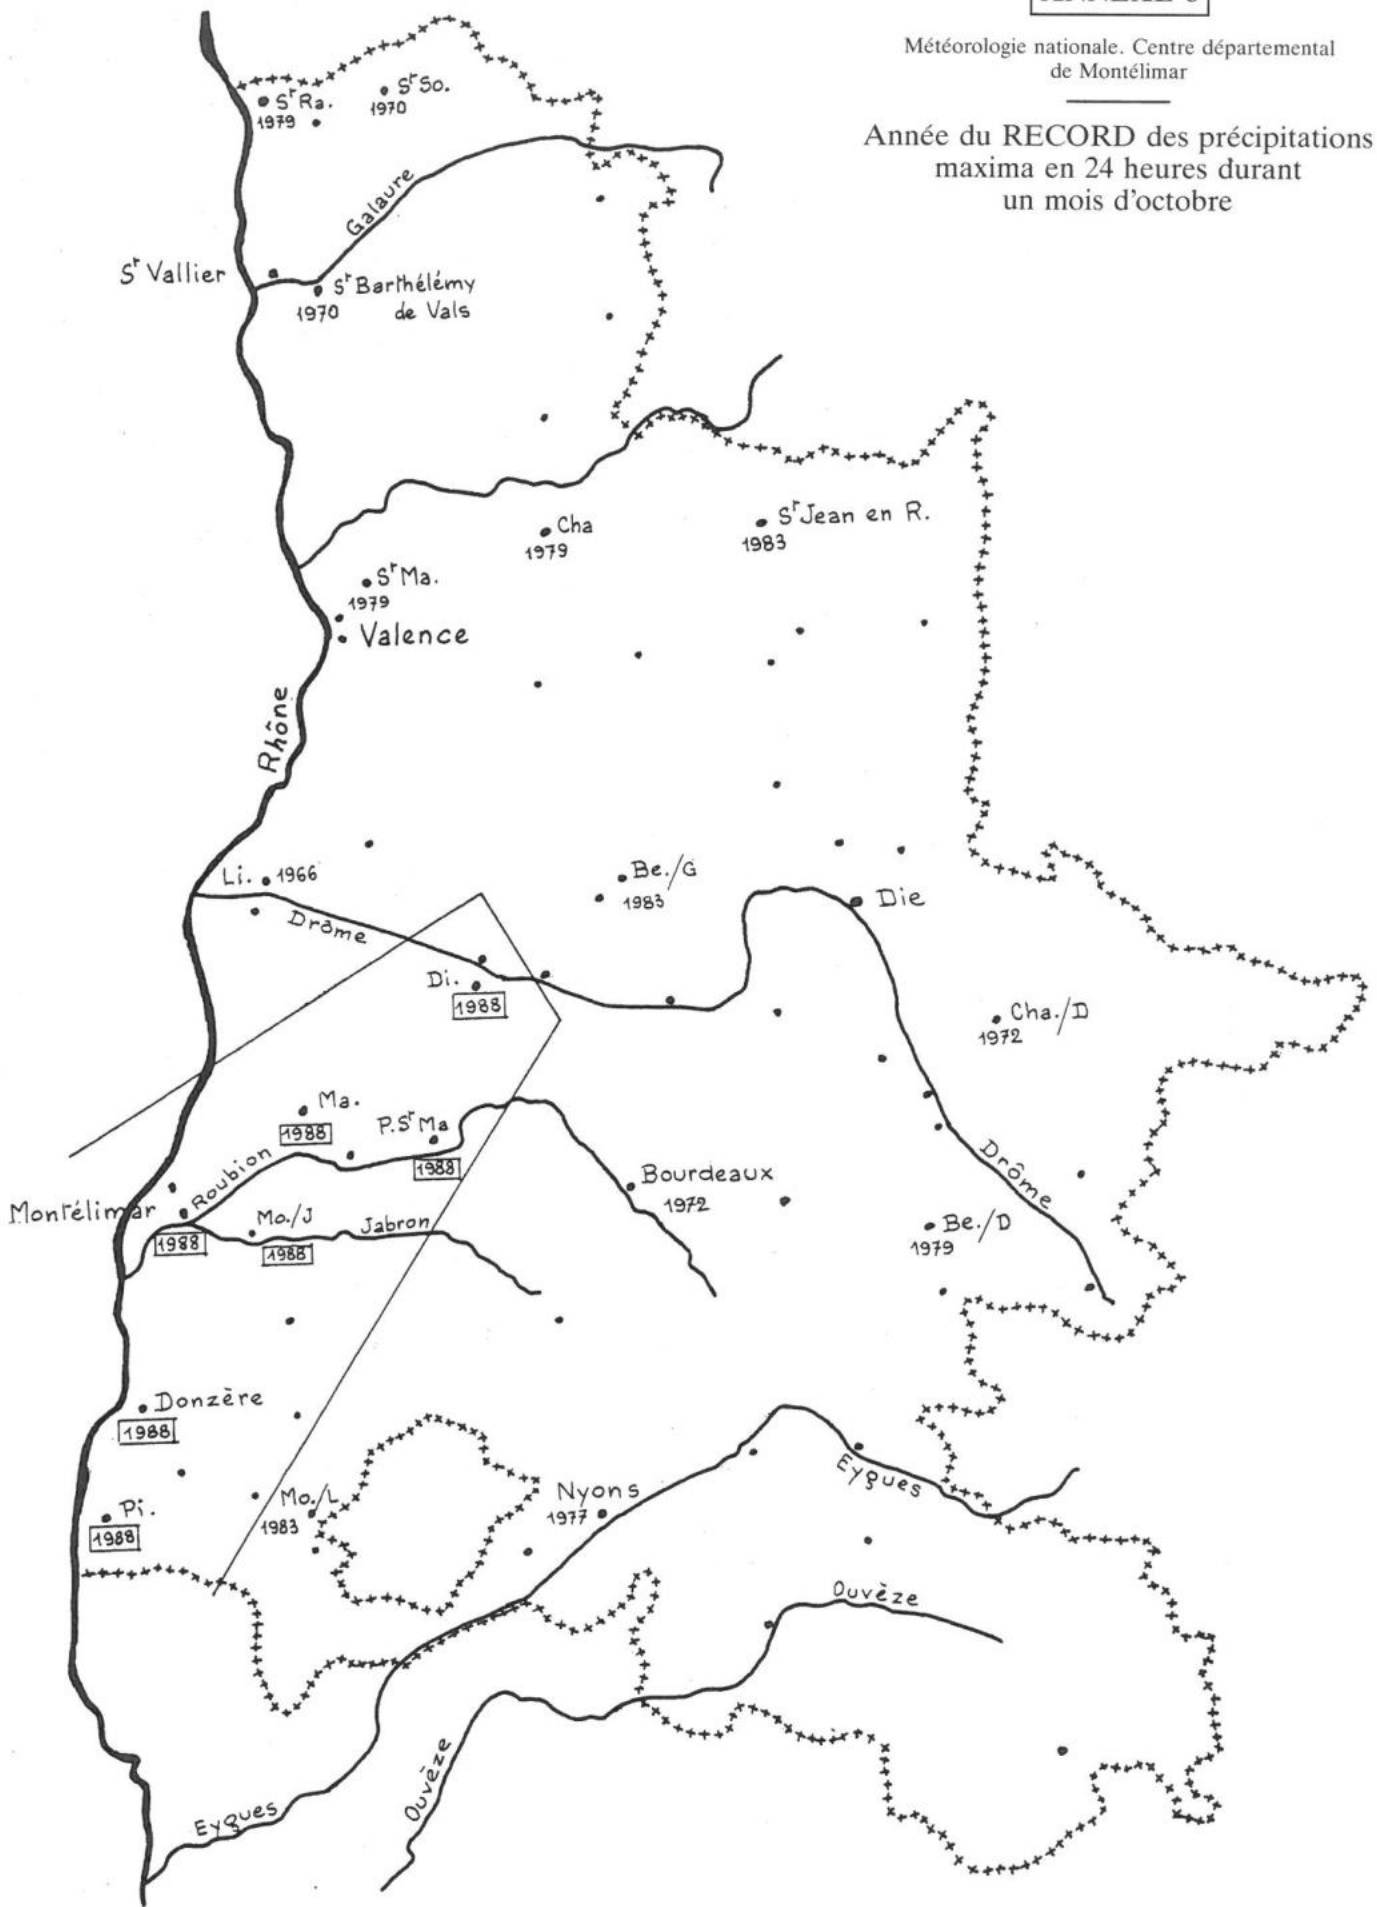 Météorologie nationale. Centre départemental
de Montélimar
Année du RECORD des précipitations
maxima en 24 heures durant
un mois d'octobre
Sr Ra.
1979
Sr So.
1970
Galaure
Sr Vallier
Sr Barthélémy
de Vals
1970
Cha
1979
Sr Jean en R.
1983
Sr Ma.
1979
Valence
Rhône
Li. 1966
Be./G
1983
Die
Drôme
Di.
1988
Cha./D
1972
Ma.
1988
P.Sr Ma
1988
Roubion
Bourdeaux
1972
Drôme
Montélimar
1988
Mo./J
1988
Jabron
Be./D
1979
Donzère
1988
Eygues
Pi.
1988
Mo./L
1983
Nyons
1977
Ouvèze
Ouvèze
Eygues